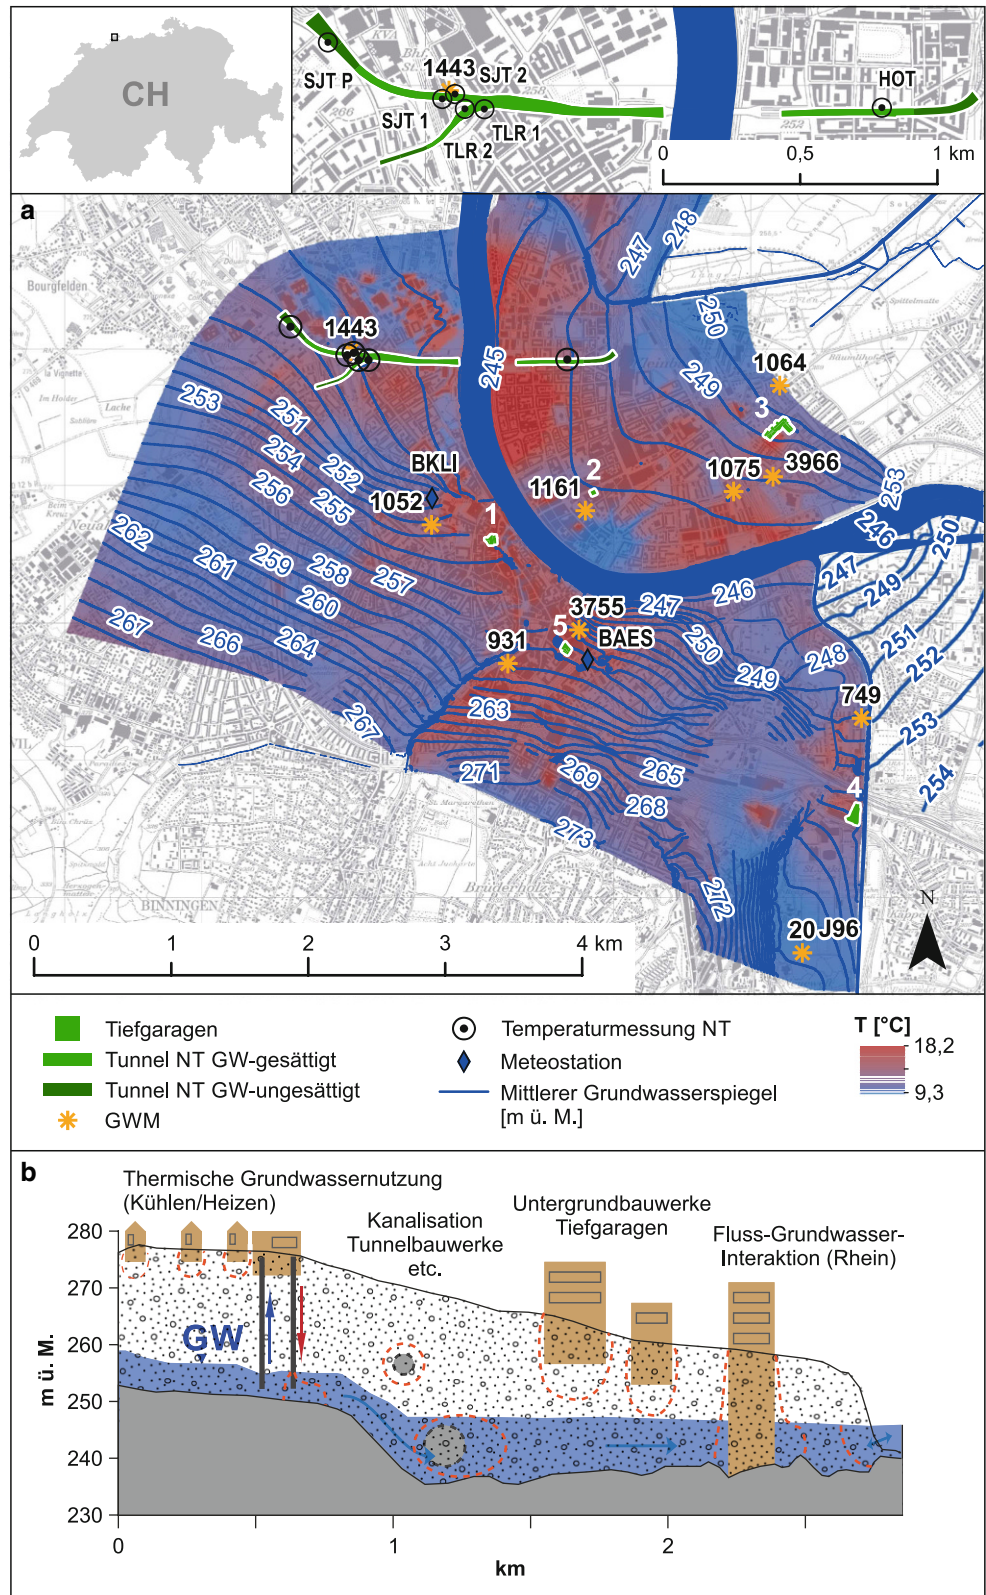 CH
SJT P
1443
SJT 2
SJT 1
TLR 1
TLR 2
HOT
258
266
252
0
0,5
1 km
a
Bourgfelden
247
248
250
245
249
1443
1064
3
253
251
254
252
256
255
BKLI
1052
1
2
1161
1075
3966
253
246
250
247
249
262
261
259
258
257
260
267
266
264
3755
247
246
5
BAES
250
249
248
251
252
931
263
749
253
267
271
269
265
268
254
4
273
272
BINNINGEN
Bruderholz
20J96
N
0
1
2
3
4 km
Tiefgaragen
Tunnel NT GW-gesättigt
Tunnel NT GW-ungesättigt
GWM
Temperaturmessung NT
Meteostation
Mittlerer Grundwasserspiegel
[m ü. M.]
T [°C]
18,2
9,3
b
Thermische Grundwassernutzung
(Kühlen/Heizen)
Kanalisation
Tunnelbauwerke
etc.
Untergrundbauwerke
Tiefgaragen
Fluss-Grundwasser-
Interaktion (Rhein)
GW
m ü. M.
280
270
260
250
240
230
0
1
2
km